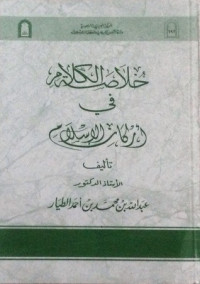 خلاصة الكلام
في
أركان الإسلام
تأليف
الأستاذ الدكتور
عبدالله بن محمد بن أحمد الطيار